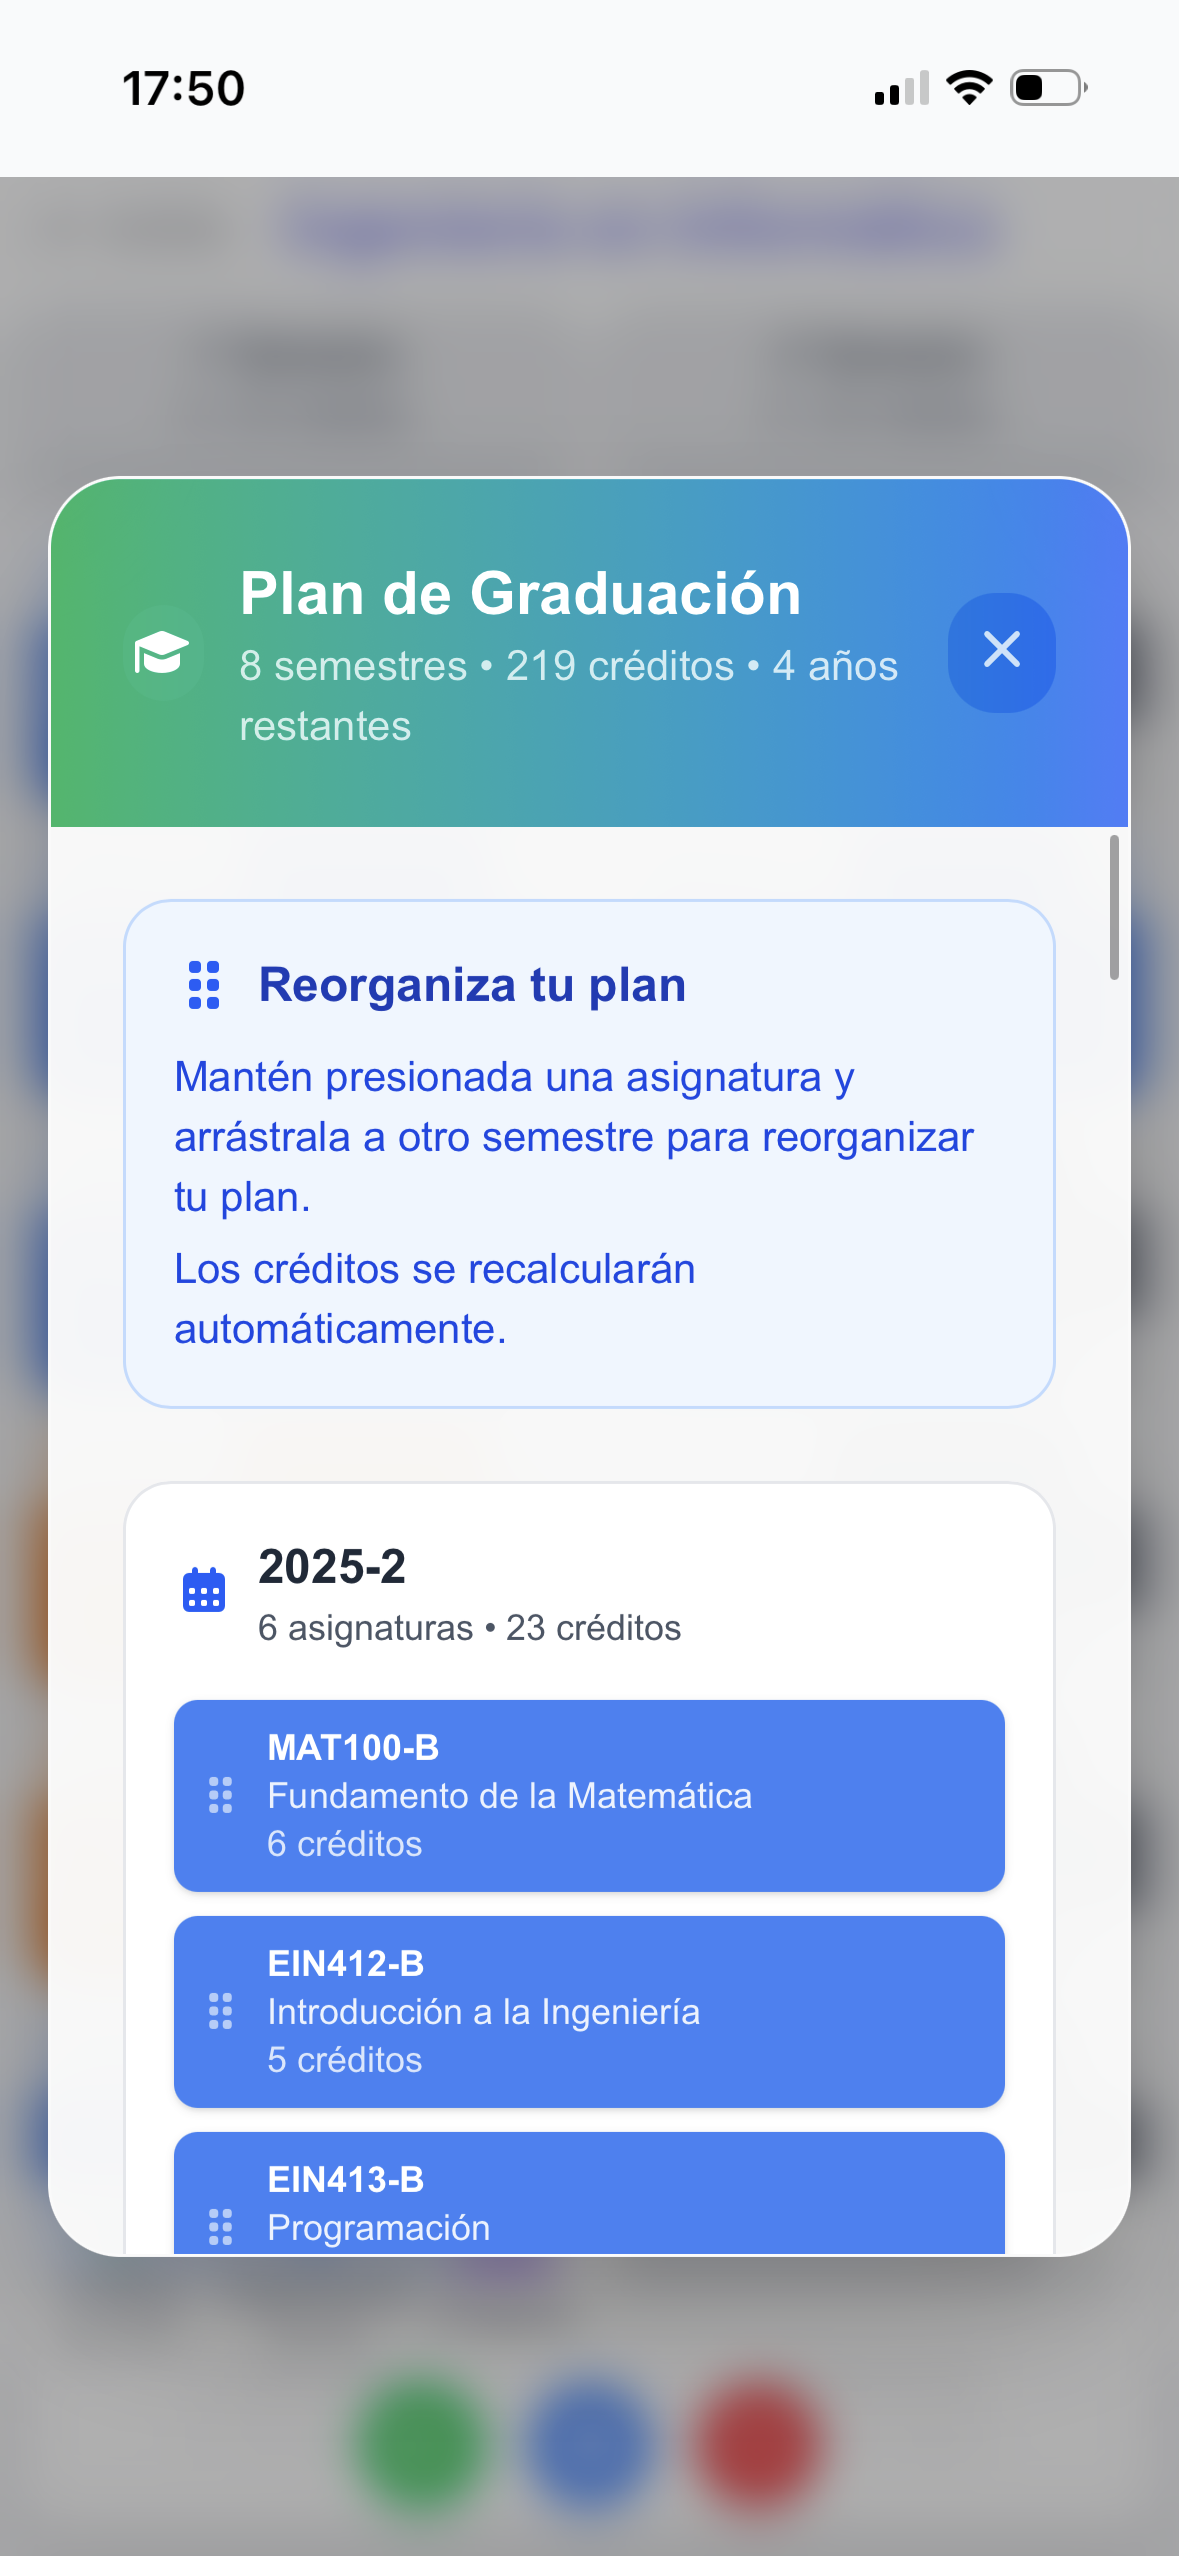 17:50
Plan de Graduación
8 semestres • 219 créditos • 4 años
restantes
Reorganiza tu plan
Mantén presionada una asignatura y
arrástrala a otro semestre para reorganizar
tu plan.
Los créditos se recalcularán
automáticamente.
2025-2
6 asignaturas • 23 créditos
MAT100-B
Fundamento de la Matemática
6 créditos
EIN412-B
Introducción a la Ingeniería
5 créditos
EIN413-B
Programación